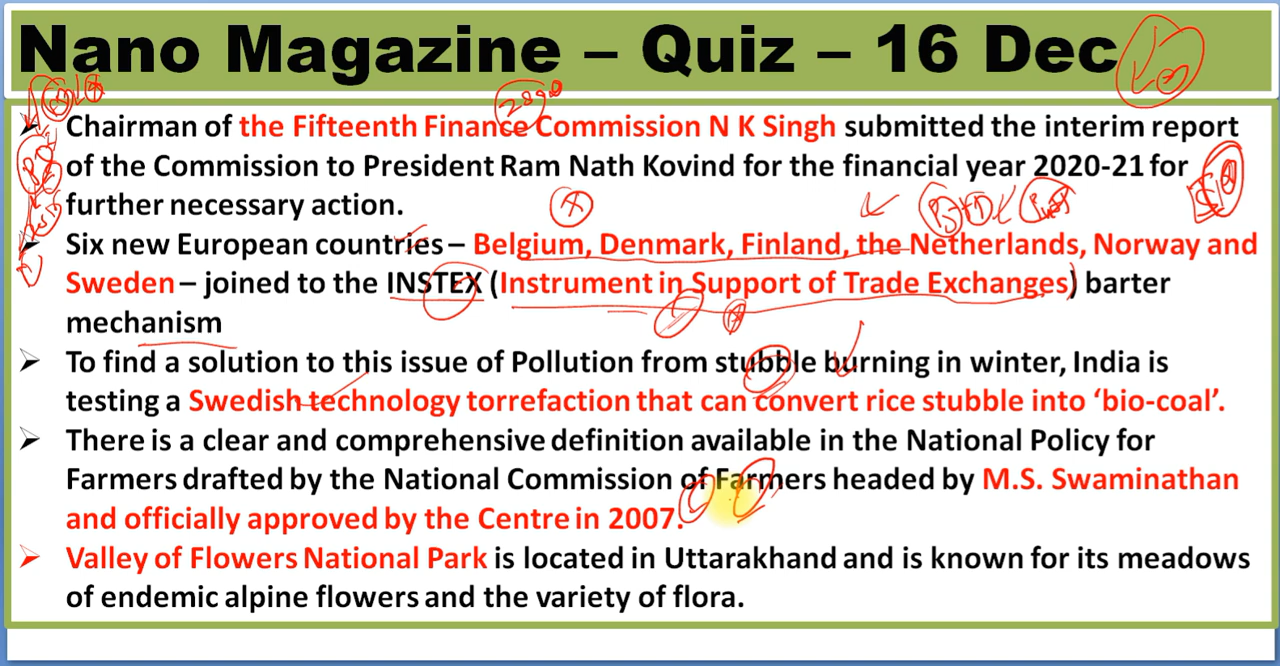 Nano Magazine – Quiz – 16 Dec
➢ Chairman of the Fifteenth Finance Commission N K Singh submitted the interim report
of the Commission to President Ram Nath Kovind for the financial year 2020-21 for
further necessary action.
➢ Six new European countries – Belgium, Denmark, Finland, the Netherlands, Norway and
Sweden – joined to the INSTEX (Instrument in Support of Trade Exchanges) barter
mechanism
➢ To find a solution to this issue of Pollution from stubble burning in winter, India is
testing a Swedish technology torrefaction that can convert rice stubble into ‘bio-coal’.
➢ There is a clear and comprehensive definition available in the National Policy for
Farmers drafted by the National Commission of Farmers headed by M.S. Swaminathan
and officially approved by the Centre in 2007.
➢ Valley of Flowers National Park is located in Uttarakhand and is known for its meadows
of endemic alpine flowers and the variety of flora.